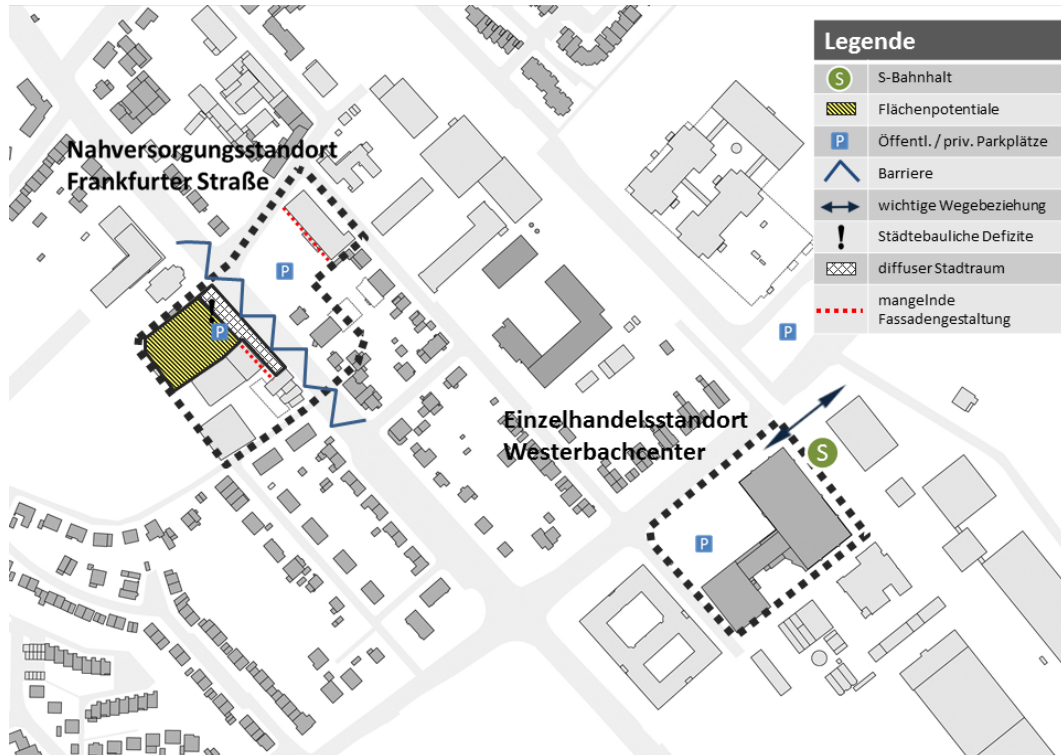 Legende
S
S-Bahnhalt
Flächenpotentiale
P
Öffentl. / priv. Parkplätze
Barriere
wichtige Wegebeziehung
!
Städtebauliche Defizite
diffuser Stadtraum
mangelnde
Fassadengestaltung
Nahversorgungsstandort
Frankfurter Straße
P
!
P
P
Einzelhandelsstandort
Westerbachcenter
S
P